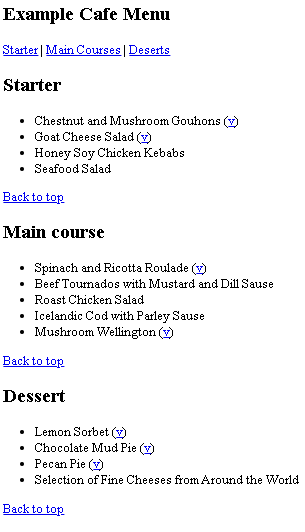 Example Cafe Menu
Starter | Main Courses | Deserts
Starter
Chestnut and Mushroom Gouhons (v)
Goat Cheese Salad (v)
Honey Soy Chicken Kebabs
Seafood Salad
Back to top
Main course
Spinach and Ricotta Roulade (v)
Beef Tournados with Mustard and Dill Sause
Roast Chicken Salad
Icelandic Cod with Parley Sause
Mushroom Wellington (v)
Back to top
Dessert
Lemon Sorbet (v)
Chocolate Mud Pie (v)
Pecan Pie (v)
Selection of Fine Cheeses from Around the World
Back to top